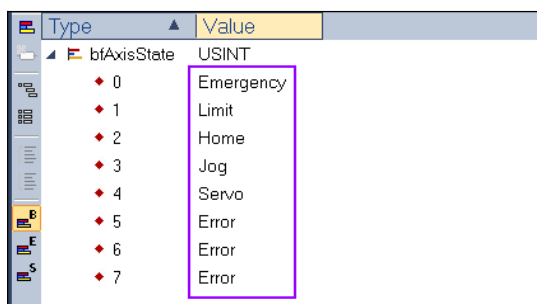 Type Value
bfAxisState USINT
0 Emergency
1 Limit
2 Home
3 Jog
4 Servo
B 5 Error
E 6 Error
S 7 Error